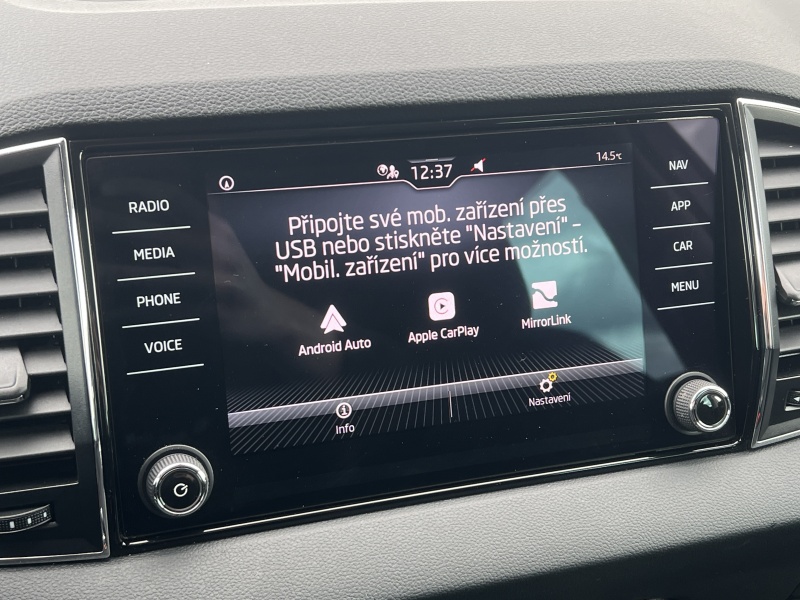 12:37
14.5°C
RADIO
MEDIA
PHONE
VOICE
Připojte své mob. zařízení přes
USB nebo stiskněte "Nastavení" –
"Mobil. zařízení" pro více možností.
Android Auto
Apple CarPlay
MirrorLink
Info
Nastavení
NAV
APP
CAR
MENU